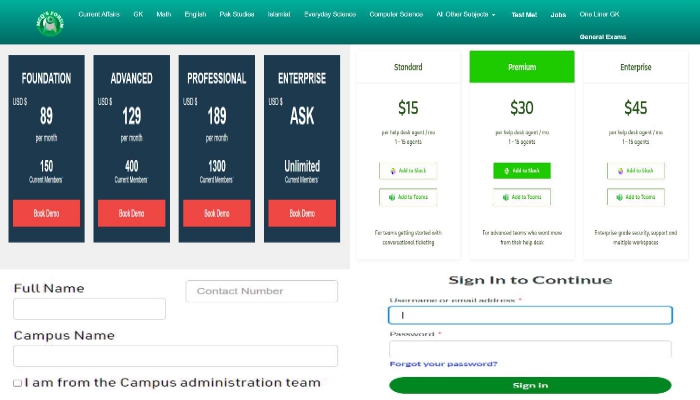 MCQ'S FORUM
Current Affairs GK Math English Pak Studies Islamiat Everyday Science Computer Science All Other Subjects Test Me! Jobs One Liner GK
General Exams
FOUNDATION
USD $
89
per month
150
Current Members*
Book Demo
ADVANCED
USD $
129
per month
400
Current Members*
Book Demo
PROFESSIONAL
USD $
189
per month
1300
Current Members*
Book Demo
ENTERPRISE
USD $
ASK
Unlimited
Current Members*
Book Demo
Standard
$15
per help desk agent / mo
1 - 15 agents
Add to Slack
Add to Teams
For teams getting started with
conversational ticketing
Premium
$30
per help desk agent / mo
1 - 15 agents
Add to Slack
Add to Teams
For advanced teams who want more
from their help desk
Enterprise
$45
per help desk agent / mo
1 - 15 agents
Add to Slack
Add to Teams
Enterprise-grade security, support and
multiple workspaces
Full Name
Contact Number
Campus Name
I am from the Campus administration team
Sign In to Continue
Username or email address *
Password *
Forgot your password?
Sign in